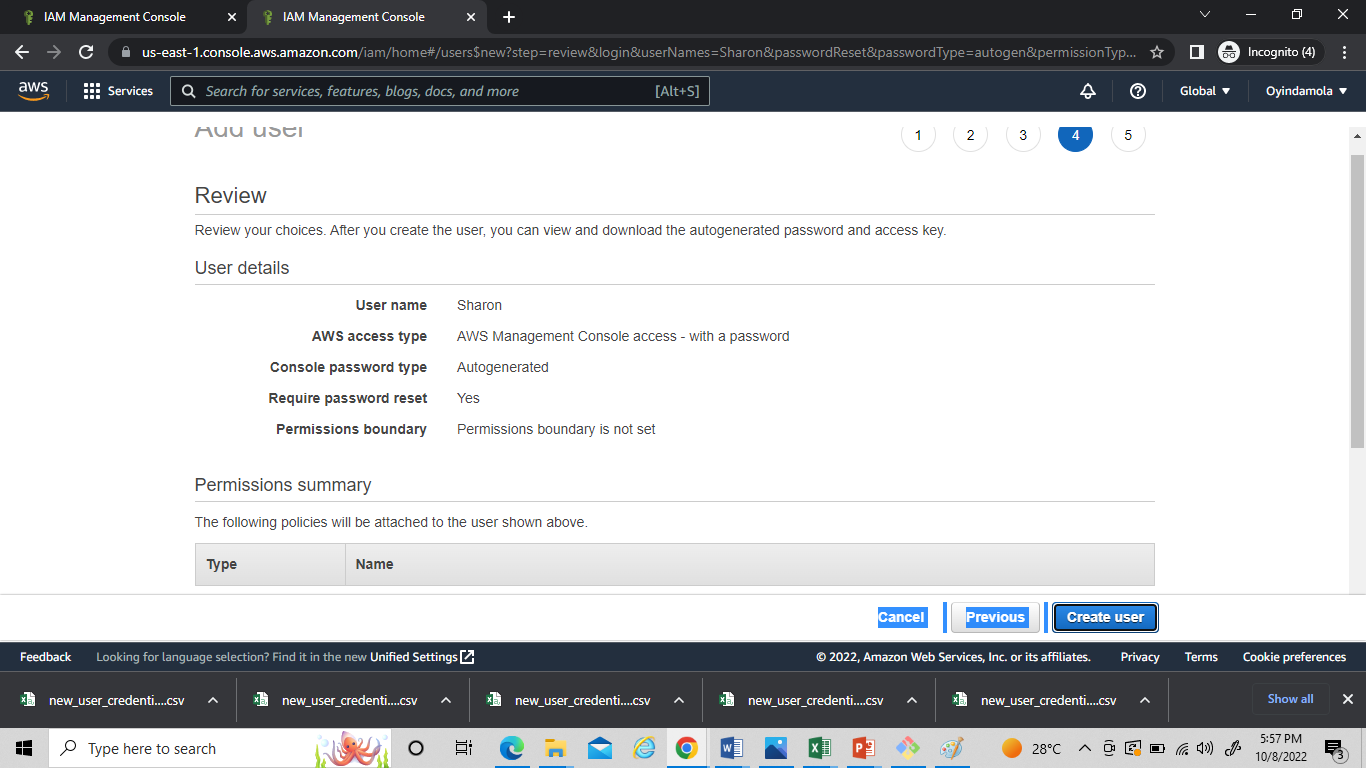 IAM Management Console
IAM Management Console
us-east-1.console.aws.amazon.com/iam/home#/users$new?step=review&login&userNames=Sharon&passwordReset&passwordType=autogen&permissionTyp...
Incognito (4)
aws
Services
Search for services, features, blogs, docs, and more
[Alt+S]
Global
Oyindamola
Add user
1 2 3 4 5
Review
Review your choices. After you create the user, you can view and download the autogenerated password and access key.
User details
User name Sharon
AWS access type AWS Management Console access - with a password
Console password type Autogenerated
Require password reset Yes
Permissions boundary Permissions boundary is not set
Permissions summary
The following policies will be attached to the user shown above.
Type Name
Cancel Previous Create user
Feedback Looking for language selection? Find it in the new Unified Settings © 2022, Amazon Web Services, Inc. or its affiliates. Privacy Terms Cookie preferences
new_user_credenti....csv new_user_credenti....csv new_user_credenti....csv new_user_credenti....csv new_user_credenti....csv Show all
Type here to search
28°C
5:57 PM
10/8/2022
3